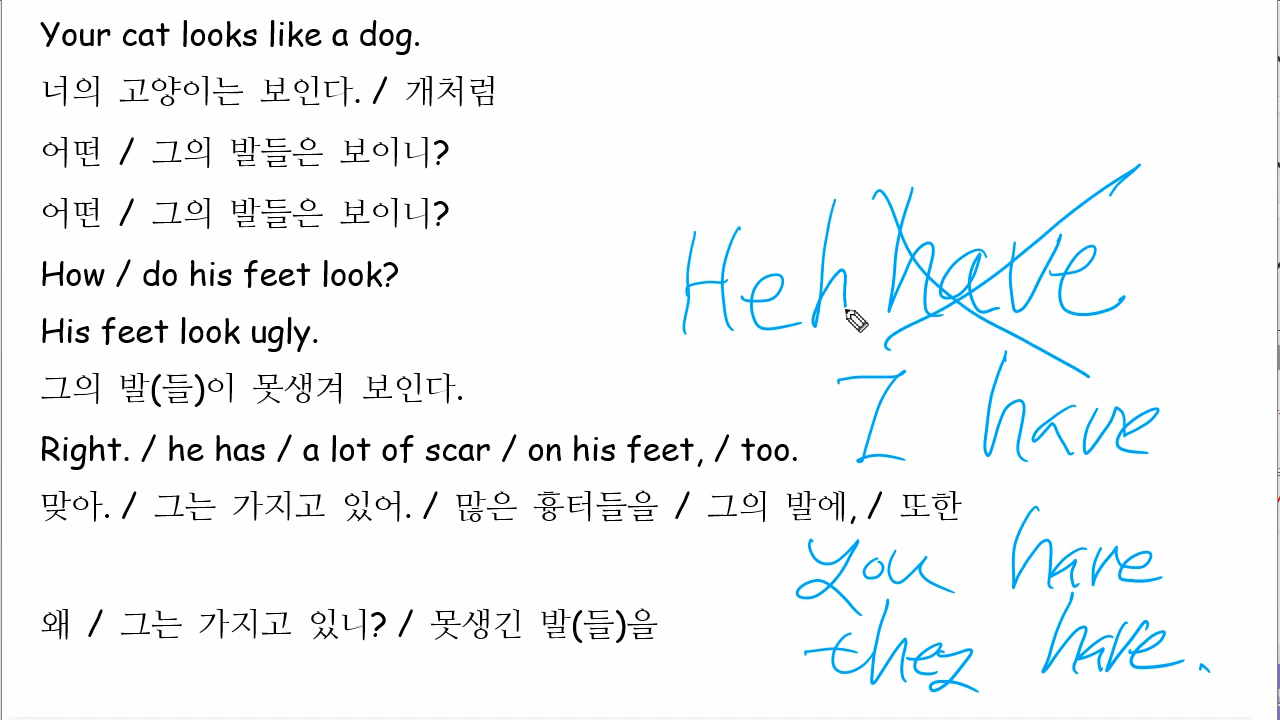 Your cat looks like a dog.
너의 고양이는 보인다. / 개처럼
어떤 / 그의 발들은 보이니?
어떤 / 그의 발들은 보이니?
How / do his feet look?
His feet look ugly.
그의 발(들)이 못생겨 보인다.
Right. / he has / a lot of scar / on his feet, / too.
맞아. / 그는 가지고 있어. / 많은 흉터들을 / 그의 발에, / 또한
왜 / 그는 가지고 있니? / 못생긴 발(들)을
He h have
I have
you have
they have.